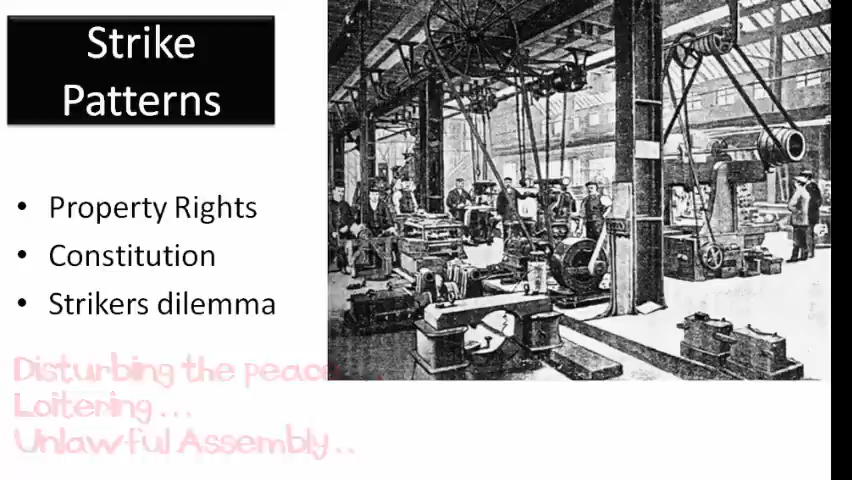 Strike
Patterns
• Property Rights
• Constitution
• Strikers dilemma
Disturbing the peace...
Loitering...
Unlawful Assembly..